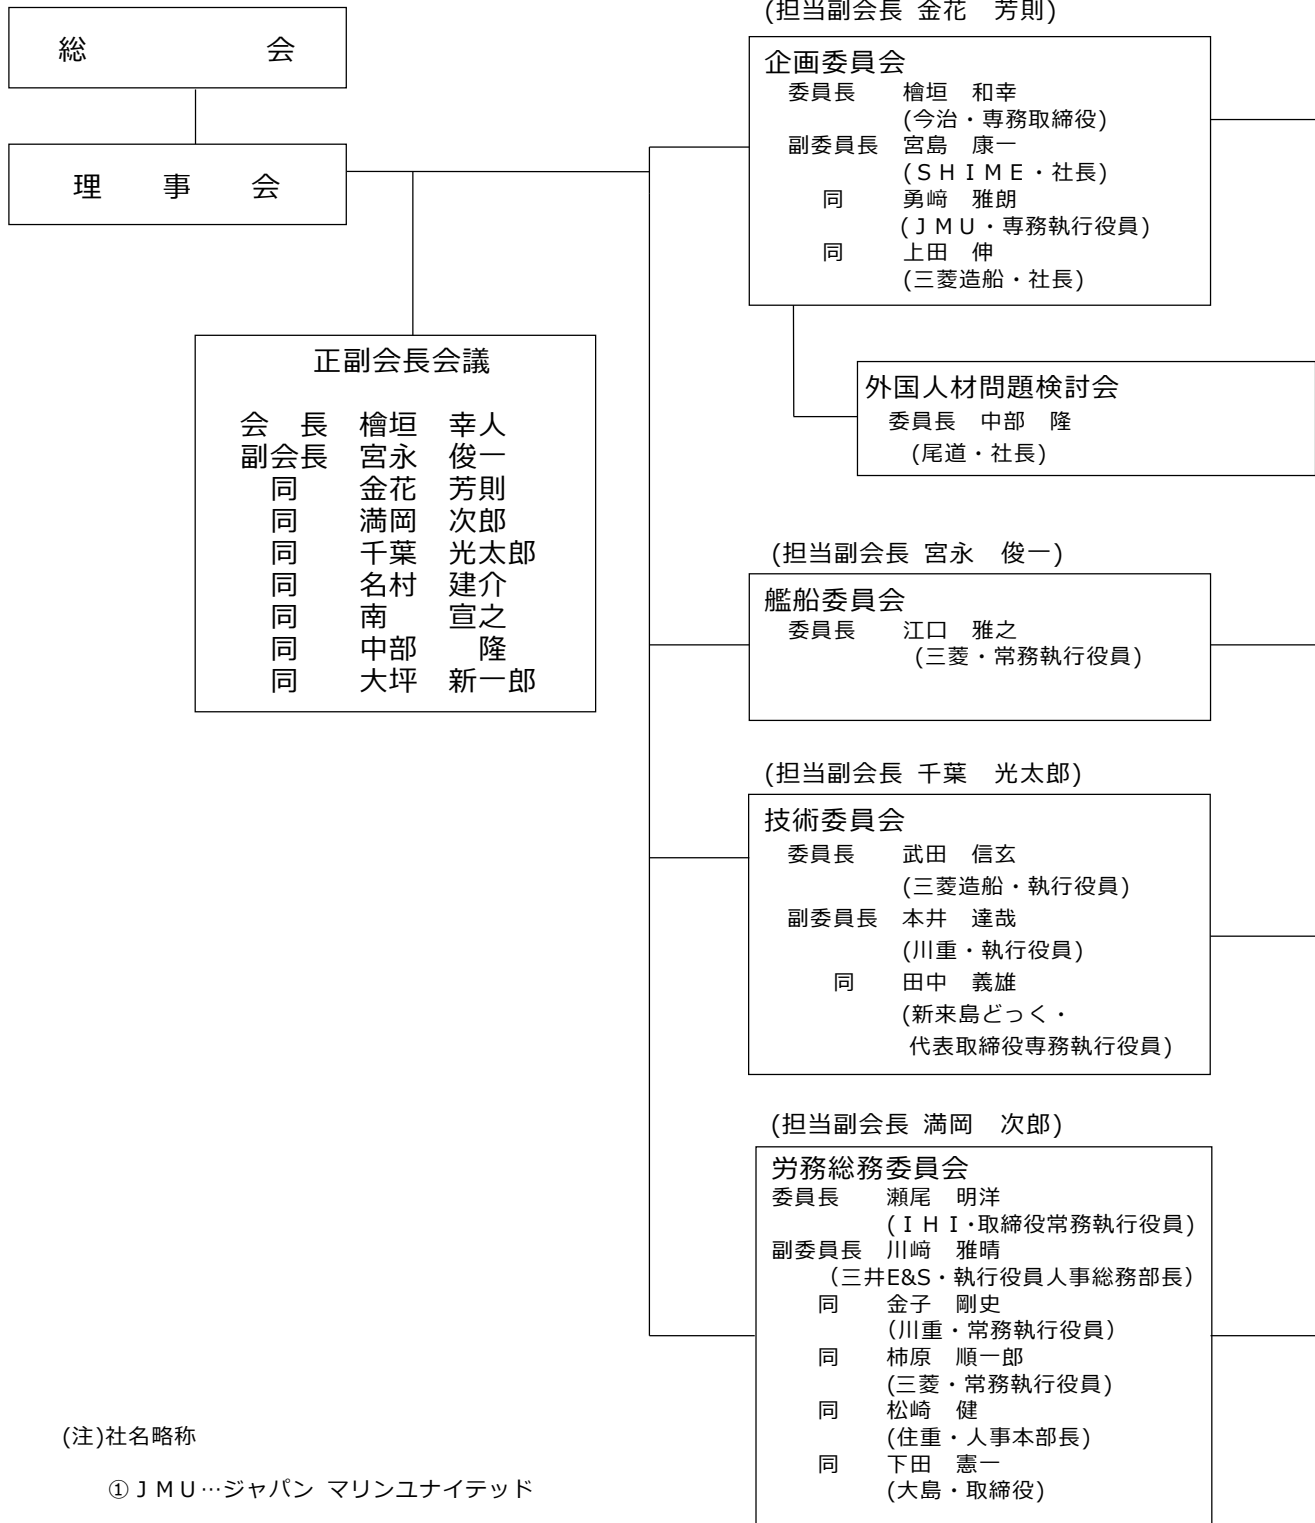 総　　会
理　事　会
正副会長会議
会　長　檜垣　幸人
副会長　宮永　俊一
同　金花　芳則
同　満岡　次郎
同　千葉　光太郎
同　名村　建介
同　南　宣之
同　中部　隆
同　大坪　新一郎
(担当副会長 金花　芳則)
企画委員会
委員長　檜垣　和幸
(今治・専務取締役)
副委員長　宮島　康一
(ＳＨＩＭＥ・社長)
同　勇﨑　雅朗
(ＪＭＵ・専務執行役員)
同　上田　伸
(三菱造船・社長)
外国人材問題検討会
委員長　中部　隆
(尾道・社長)
(担当副会長 宮永　俊一)
艦船委員会
委員長　江口　雅之
(三菱・常務執行役員)
(担当副会長 千葉　光太郎)
技術委員会
委員長　武田　信玄
(三菱造船・執行役員)
副委員長　本井　達哉
(川重・執行役員)
同　田中　義雄
(新来島どっく・
代表取締役専務執行役員)
(担当副会長 満岡　次郎)
労務総務委員会
委員長　瀬尾　明洋
(ＩＨＩ・取締役常務執行役員)
副委員長　川﨑　雅晴
（三井E&S・執行役員人事総務部長）
同　金子　剛史
（川重・常務執行役員）
同　柿原　順一郎
(三菱・常務執行役員)
同　松崎　健
(住重・人事本部長)
同　下田　憲一
(大島・取締役)
(注)社名略称
①ＪＭＵ…ジャパン マリンユナイテッド